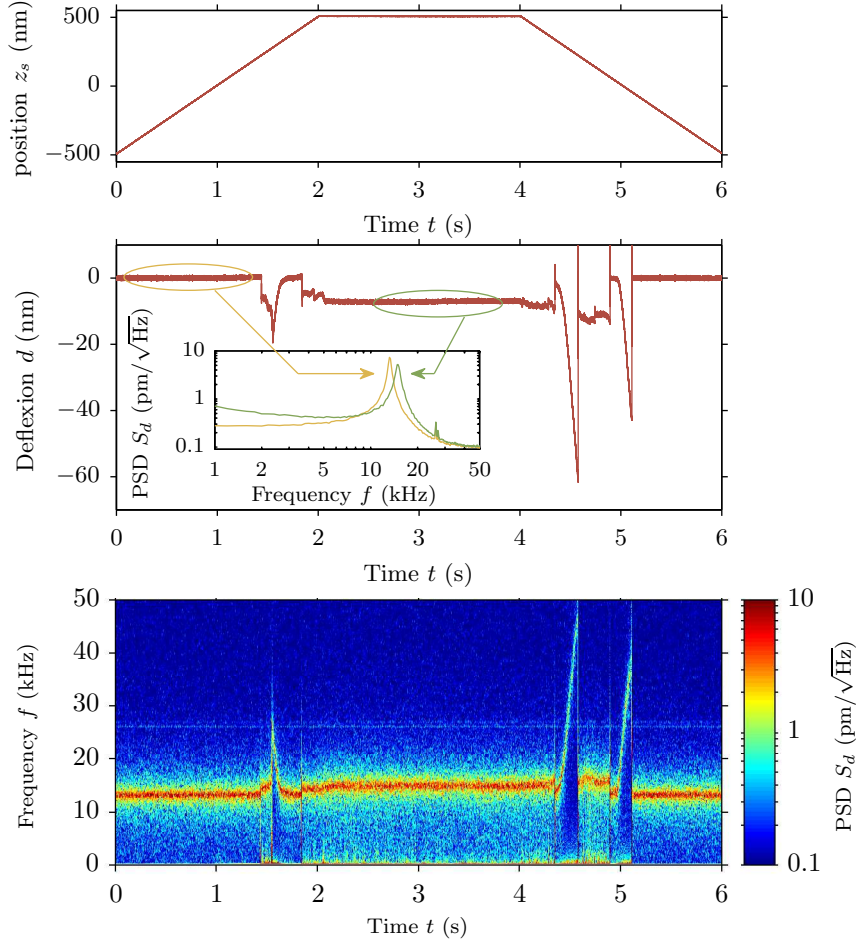 500
0
−500
position z_s (nm)
0 1 2 3 4 5 6
Time t (s)
0
−20
−40
−60
Deflexion d (nm)
10
1
0.1
PSD S_d (pm/√Hz)
1 2 5 10 20 50
Frequency f (kHz)
0 1 2 3 4 5 6
Time t (s)
50
40
30
20
10
0
Frequency f (kHz)
0 1 2 3 4 5 6
Time t (s)
10
1
0.1
PSD S_d (pm/√Hz)